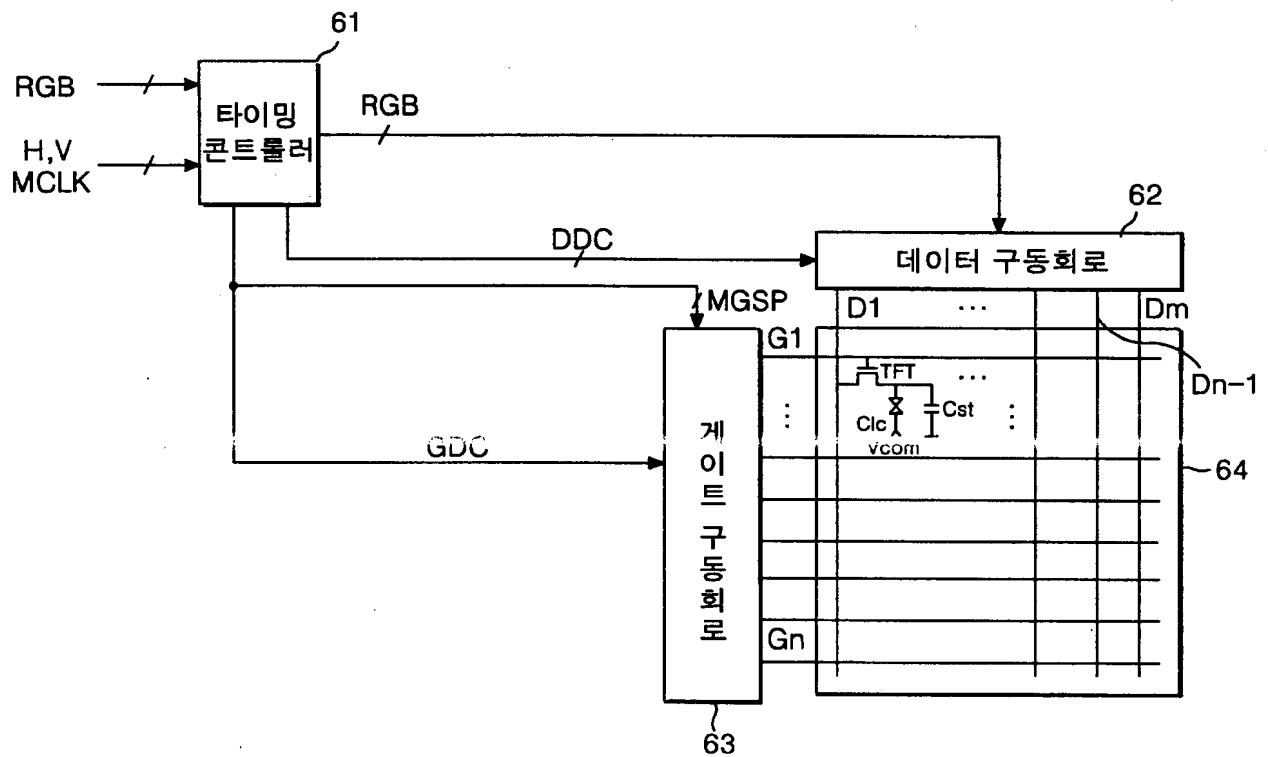 61
RGB
타이밍
콘트롤러
H,V
MCLK
RGB
62
DDC
데이터 구동회로
MGSP
D1
...
Dm
G1
TFT
...
Dn-1
Clc
Cst
Vcom
GDC
게이트 구동회로
64
Gn
63